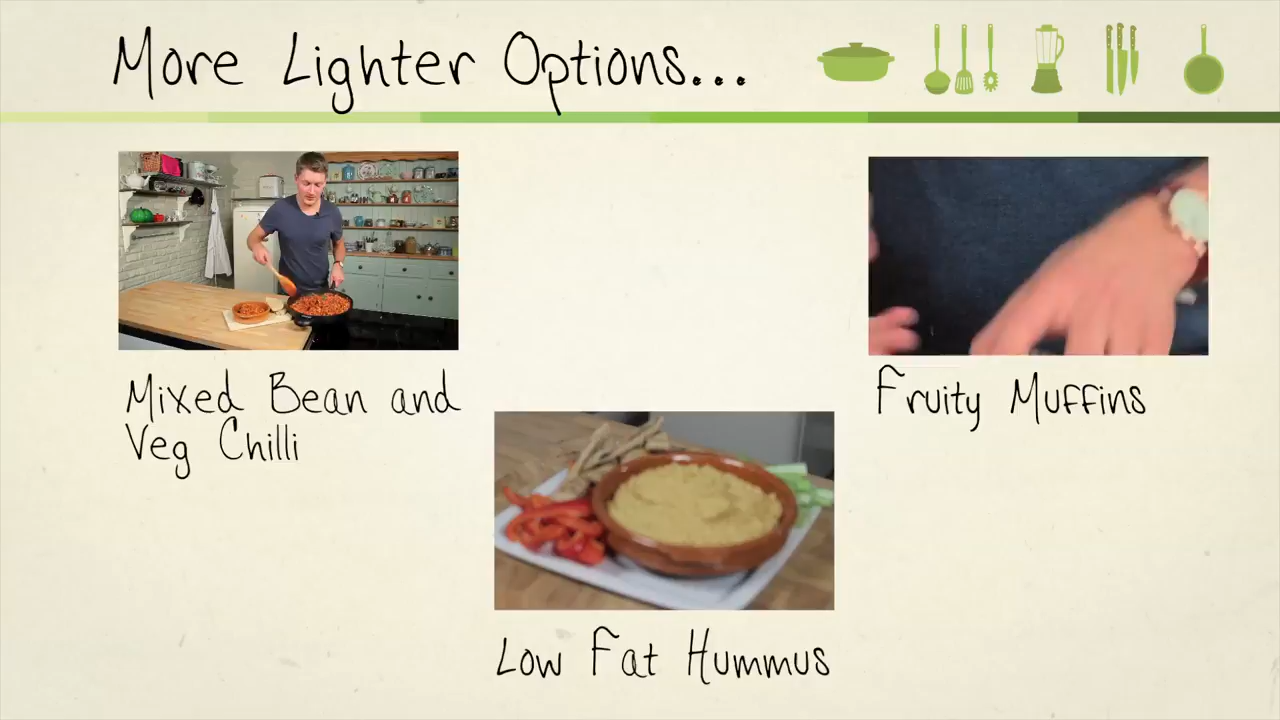 More Lighter Options...
Mixed Bean and
Veg Chilli
Fruity Muffins
Low Fat Hummus